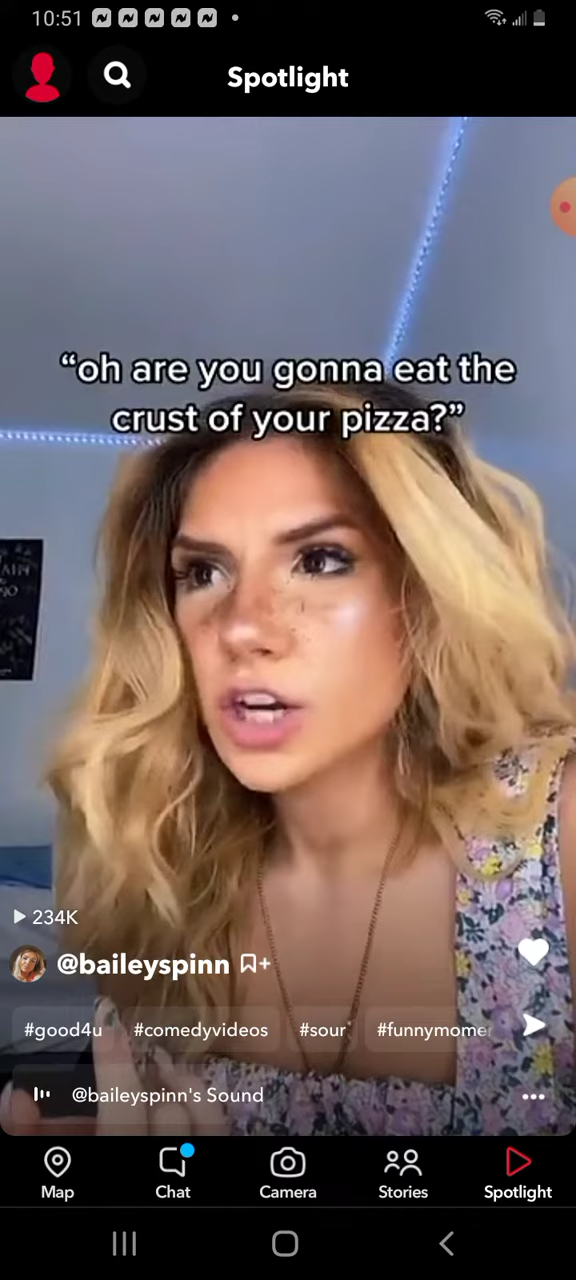 10:51
Spotlight
“oh are you gonna eat the
crust of your pizza?”
234K
@baileyspinn
#good4u #comedyvideos #sour #funnymome
@baileyspinn's Sound
Map Chat Camera Stories Spotlight